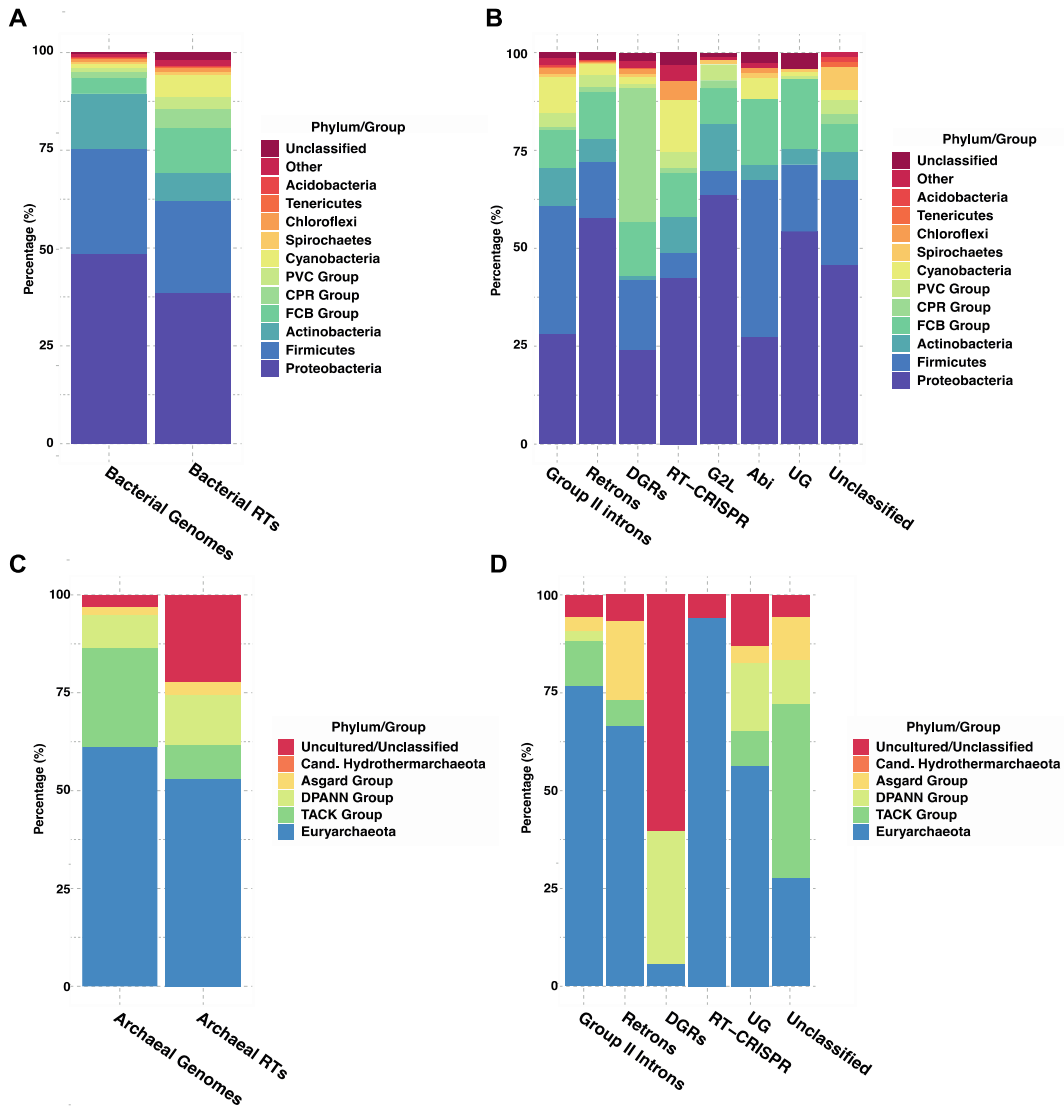 A
100
75
50
25
0
Percentage (%)
Bacterial Genomes
Bacterial RTs
Phylum/Group
Unclassified
Other
Acidobacteria
Tenericutes
Chloroflexi
Spirochaetes
Cyanobacteria
PVC Group
CPR Group
FCB Group
Actinobacteria
Firmicutes
Proteobacteria
B
100
75
50
25
0
Percentage (%)
Group II introns
Retrons
DGRs
RT-CRISPR
G2L
Abi
UG
Unclassified
Phylum/Group
Unclassified
Other
Acidobacteria
Tenericutes
Chloroflexi
Spirochaetes
Cyanobacteria
PVC Group
CPR Group
FCB Group
Actinobacteria
Firmicutes
Proteobacteria
C
100
75
50
25
0
Percentage (%)
Archaeal Genomes
Archaeal RTs
Phylum/Group
Uncultured/Unclassified
Cand. Hydrothermarchaeota
Asgard Group
DPANN Group
TACK Group
Euryarchaeota
D
100
75
50
25
0
Percentage (%)
Group II Introns
Retrons
DGRs
RT-CRISPR
UG
Unclassified
Phylum/Group
Uncultured/Unclassified
Cand. Hydrothermarchaeota
Asgard Group
DPANN Group
TACK Group
Euryarchaeota